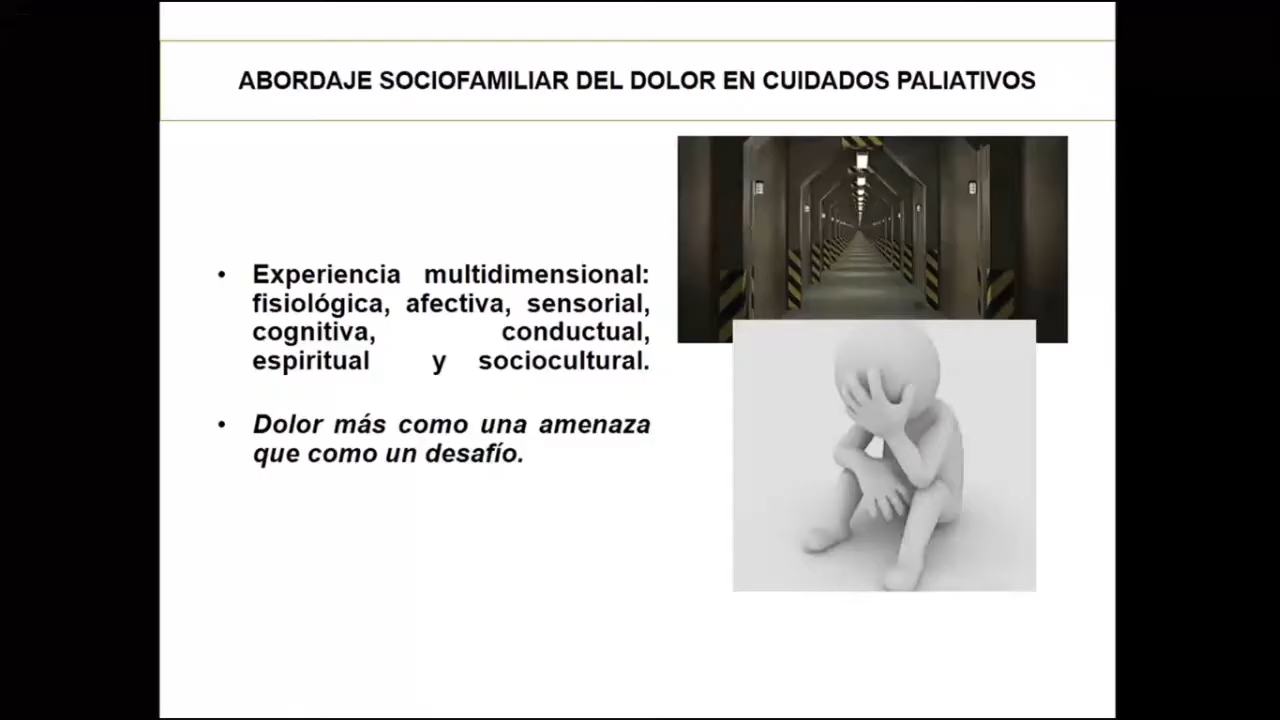 ABORDAJE SOCIOFAMILIAR DEL DOLOR EN CUIDADOS PALIATIVOS
• Experiencia multidimensional:
fisiológica, afectiva, sensorial,
cognitiva, conductual,
espiritual y sociocultural.
• Dolor más como una amenaza
que como un desafío.